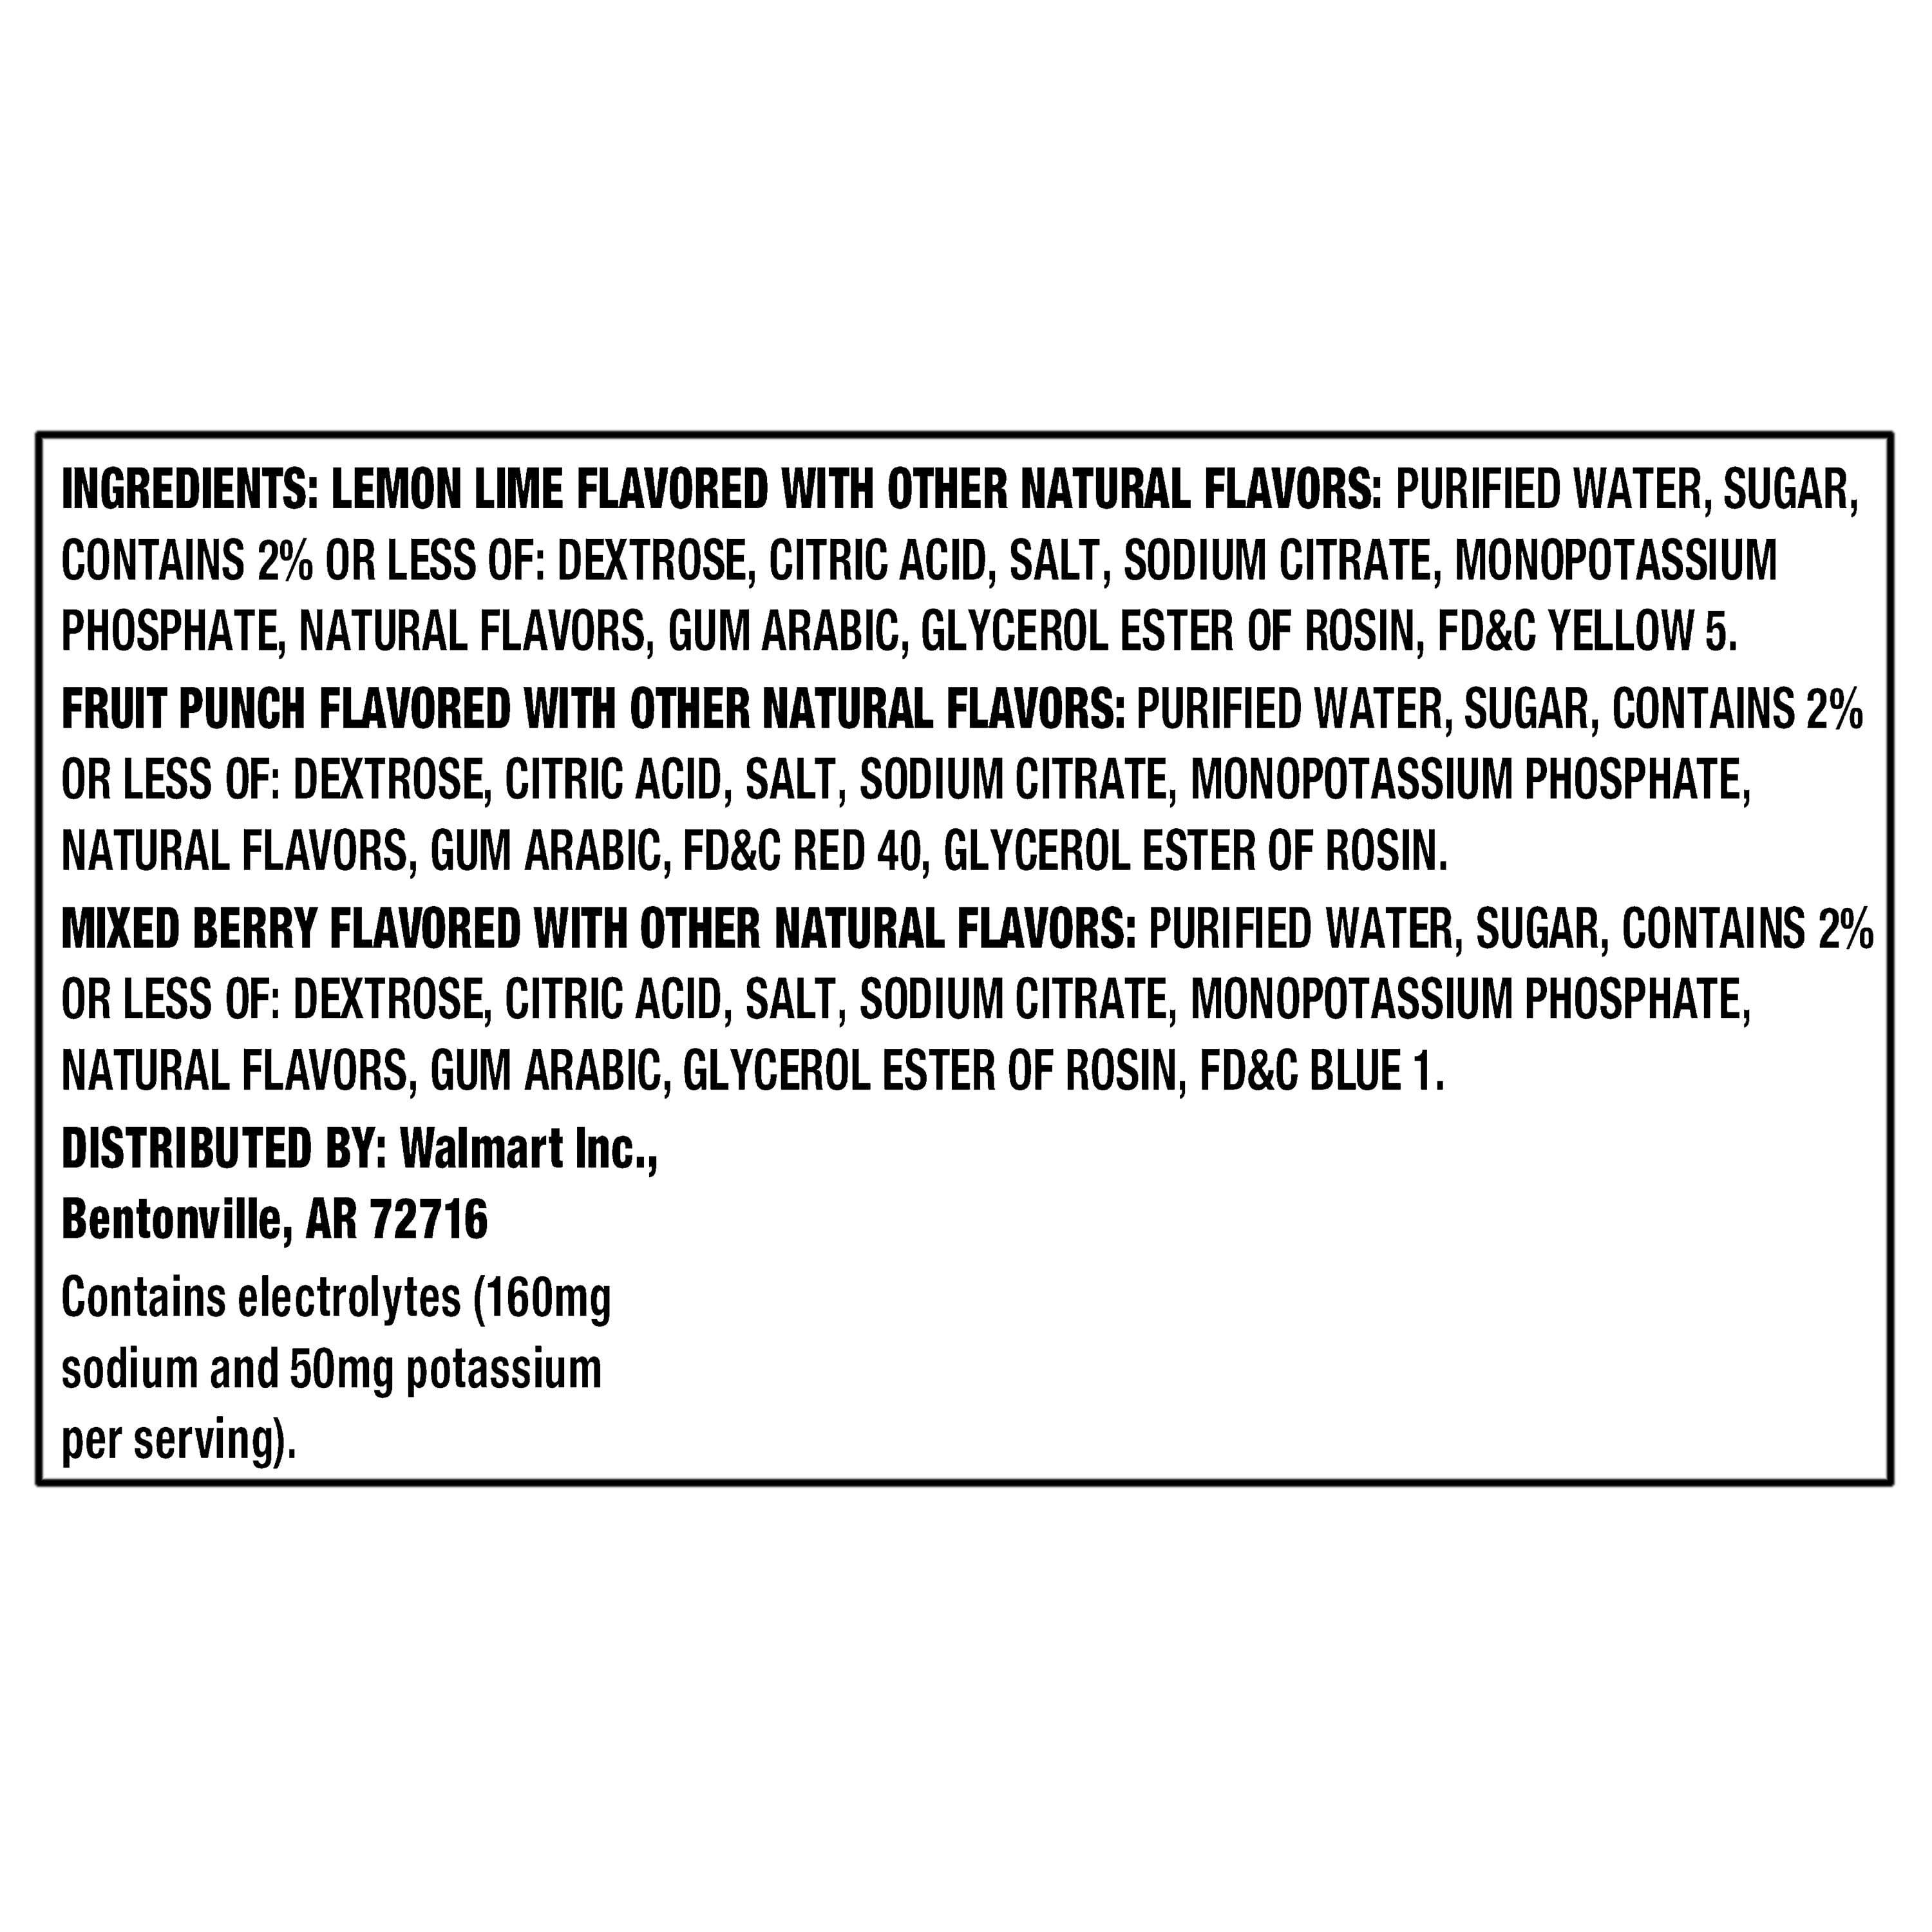 INGREDIENTS: LEMON LIME FLAVORED WITH OTHER NATURAL FLAVORS: PURIFIED WATER, SUGAR,
CONTAINS 2% OR LESS OF: DEXTROSE, CITRIC ACID, SALT, SODIUM CITRATE, MONOPOTASSIUM
PHOSPHATE, NATURAL FLAVORS, GUM ARABIC, GLYCEROL ESTER OF ROSIN, FD&C YELLOW 5.
FRUIT PUNCH FLAVORED WITH OTHER NATURAL FLAVORS: PURIFIED WATER, SUGAR, CONTAINS 2%
OR LESS OF: DEXTROSE, CITRIC ACID, SALT, SODIUM CITRATE, MONOPOTASSIUM PHOSPHATE,
NATURAL FLAVORS, GUM ARABIC, FD&C RED 40, GLYCEROL ESTER OF ROSIN.
MIXED BERRY FLAVORED WITH OTHER NATURAL FLAVORS: PURIFIED WATER, SUGAR, CONTAINS 2%
OR LESS OF: DEXTROSE, CITRIC ACID, SALT, SODIUM CITRATE, MONOPOTASSIUM PHOSPHATE,
NATURAL FLAVORS, GUM ARABIC, GLYCEROL ESTER OF ROSIN, FD&C BLUE 1.
DISTRIBUTED BY: Walmart Inc.,
Bentonville, AR 72716
Contains electrolytes (160mg
sodium and 50mg potassium
per serving).